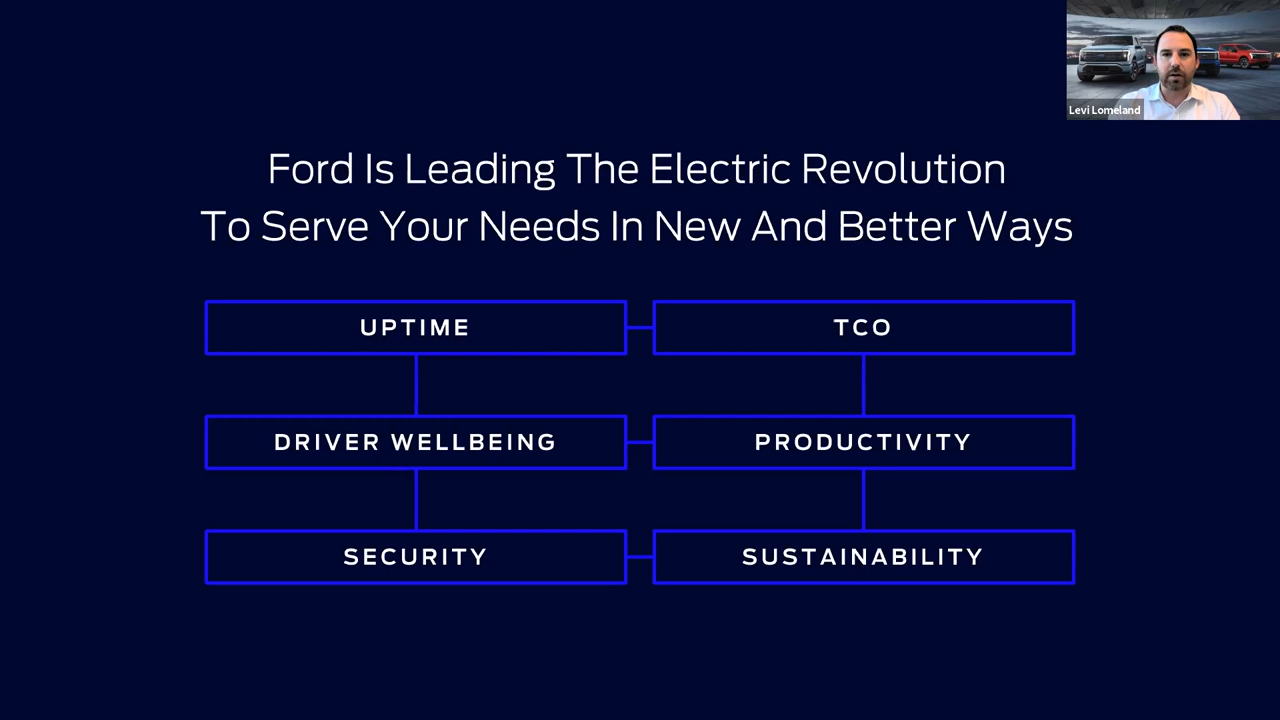 Levi Lomeland
Ford Is Leading The Electric Revolution
To Serve Your Needs In New And Better Ways
UPTIME
TCO
DRIVER WELLBEING
PRODUCTIVITY
SECURITY
SUSTAINABILITY